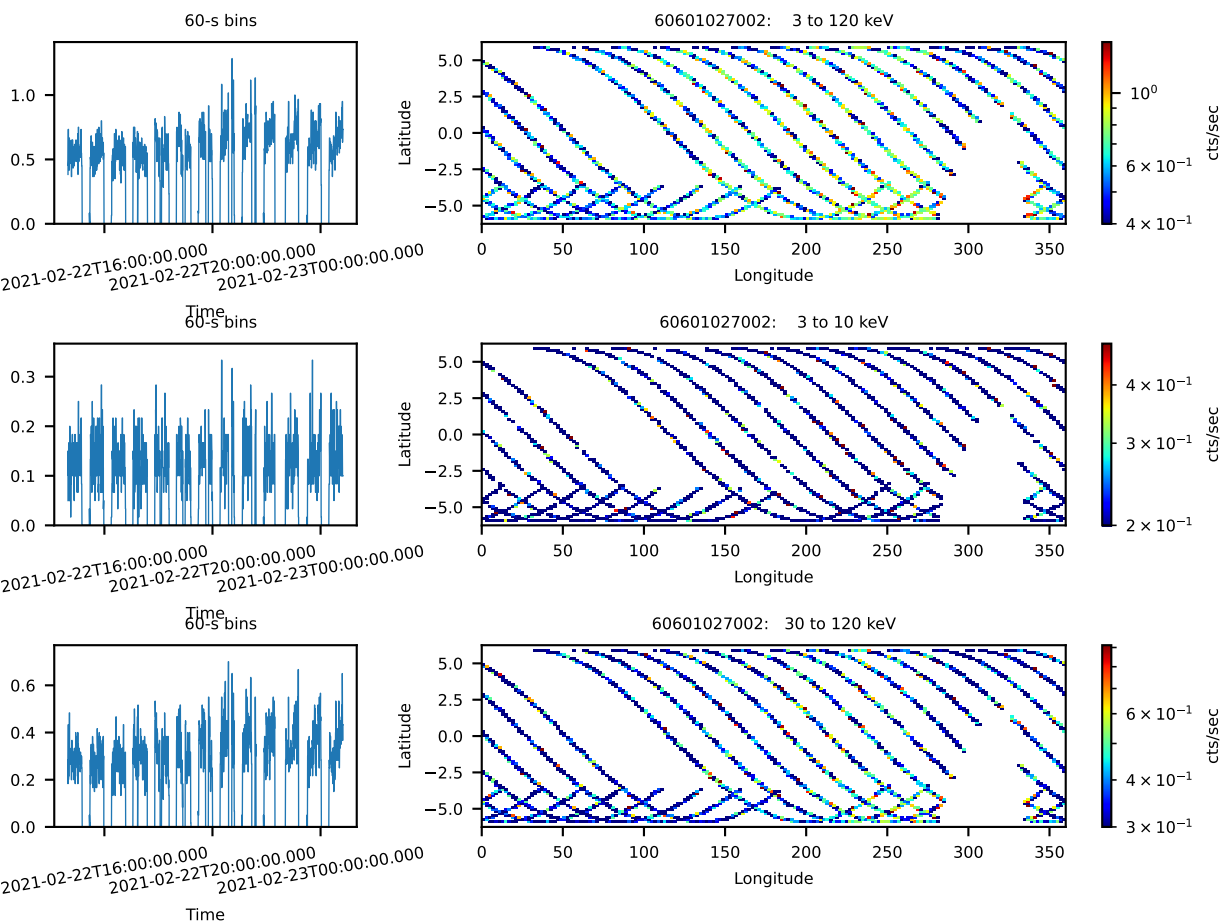 60-s bins
60601027002: 3 to 120 keV
1.0
0.5
0.0
5.0
2.5
0.0
−2.5
−5.0
Latitude
10⁰
6 × 10⁻¹
4 × 10⁻¹
cts/sec
2021-02-22T16:00:00.000
2021-02-22T20:00:00.000
2021-02-23T00:00:00.000
Time
0 50 100 150 200 250 300 350
Longitude
60-s bins
60601027002: 3 to 10 keV
0.3
0.2
0.1
0.0
5.0
2.5
0.0
−2.5
−5.0
Latitude
4 × 10⁻¹
3 × 10⁻¹
2 × 10⁻¹
cts/sec
2021-02-22T16:00:00.000
2021-02-22T20:00:00.000
2021-02-23T00:00:00.000
Time
0 50 100 150 200 250 300 350
Longitude
60-s bins
60601027002: 30 to 120 keV
0.6
0.4
0.2
0.0
5.0
2.5
0.0
−2.5
−5.0
Latitude
6 × 10⁻¹
4 × 10⁻¹
3 × 10⁻¹
cts/sec
2021-02-22T16:00:00.000
2021-02-22T20:00:00.000
2021-02-23T00:00:00.000
Time
0 50 100 150 200 250 300 350
Longitude